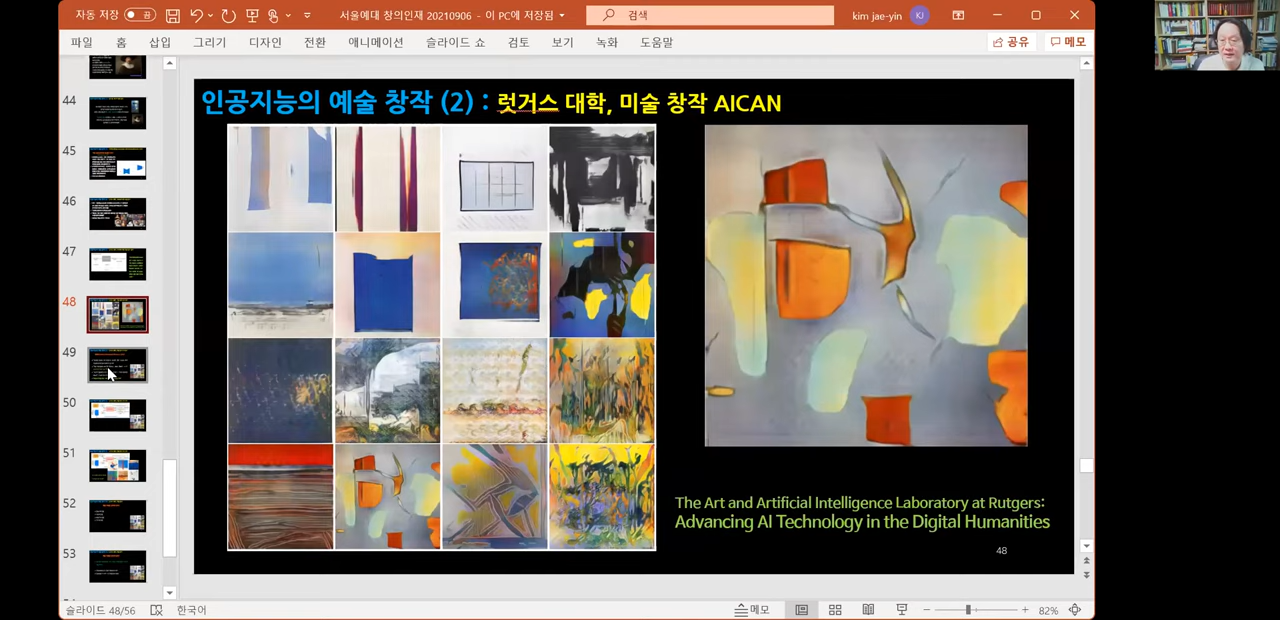 자동 저장 끔
서울예대 창의인재 20210906 - 이 PC에 저장됨
검색
kim jae-yin
KJ
파일 홈 삽입 그리기 디자인 전환 애니메이션 슬라이드 쇼 검토 보기 녹화 도움말
공유 메모
44
45
46
47
48
49
50
51
52
53
인공지능의 예술 창작 (2) : 럿거스 대학, 미술 창작 AICAN
The Art and Artificial Intelligence Laboratory at Rutgers:
Advancing AI Technology in the Digital Humanities
48
슬라이드 48/56 한국어 메모 82%